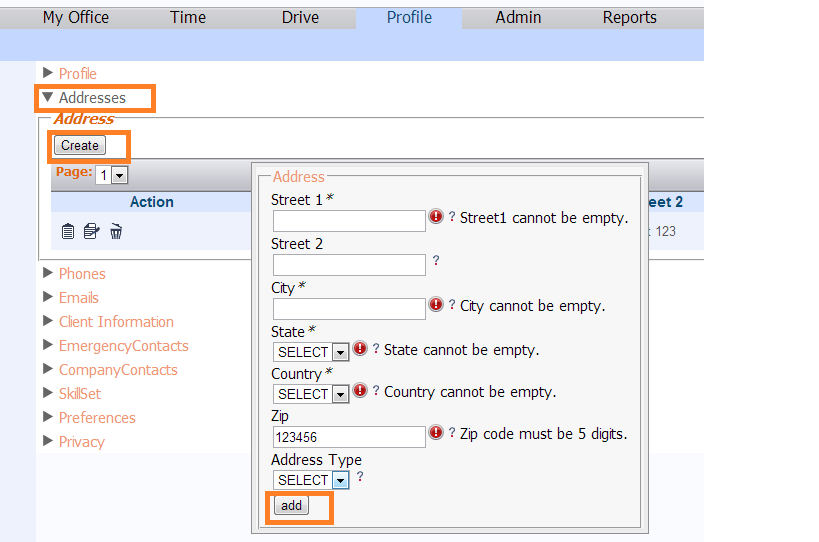 My Office Time Drive Profile Admin Reports
Profile
Addresses
Address
Create
Page: 1
Action
eet 2
123
Address
Street 1*
? Street1 cannot be empty.
Street 2
?
City*
? City cannot be empty.
State*
SELECT ? State cannot be empty.
Country*
SELECT ? Country cannot be empty.
Zip
123456 ? Zip code must be 5 digits.
Address Type
SELECT ?
add
Phones
Emails
Client Information
EmergencyContacts
CompanyContacts
SkilSet
Preferences
Privacy